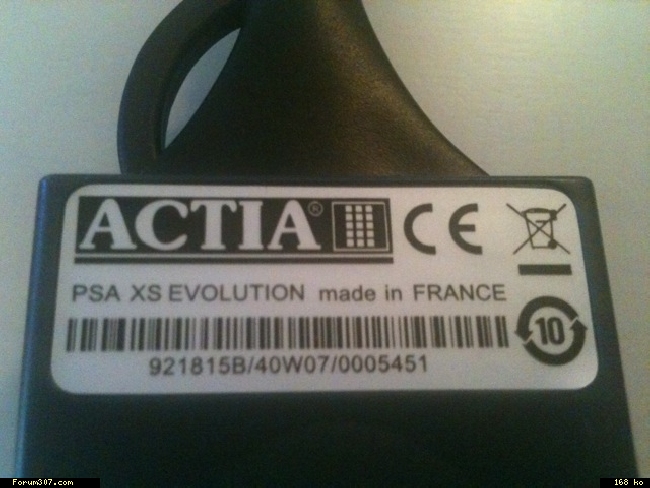 ACTIA® CE
PSA XS EVOLUTION made in FRANCE
10
921815B/40W07/0005451
Forum307.com 168 ko